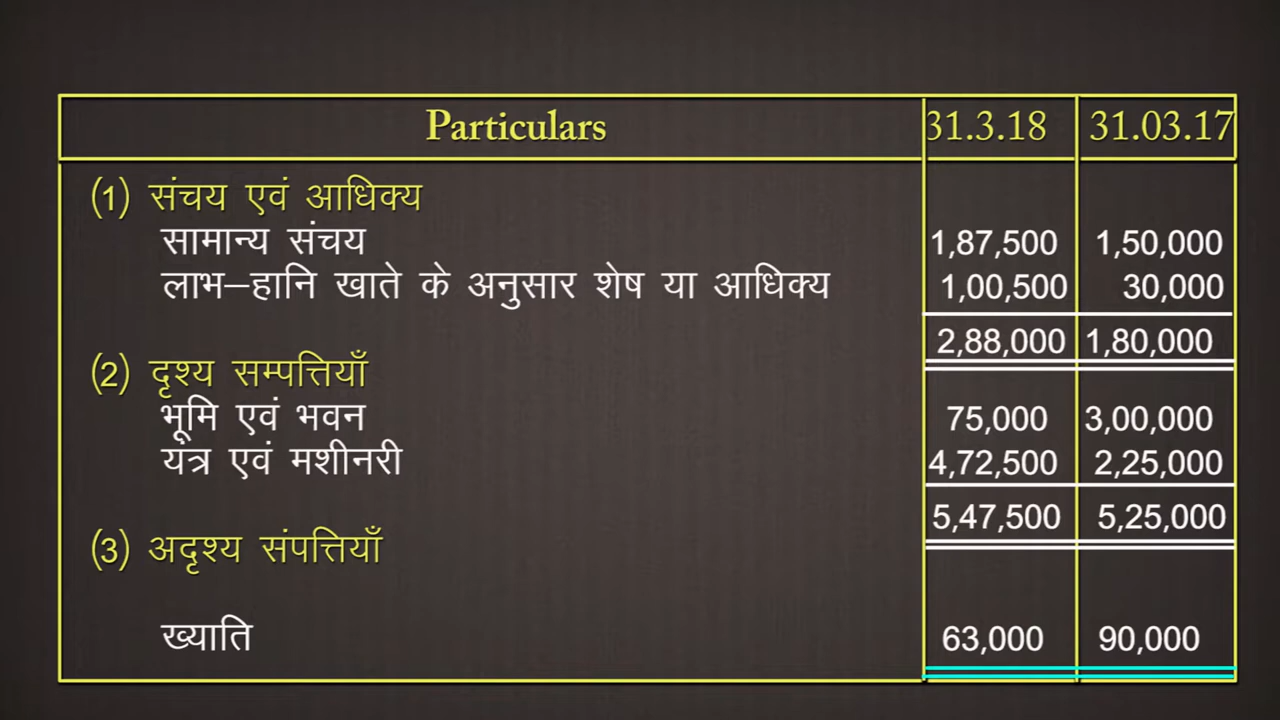 Particulars 31.3.18 31.03.17
(1) संचय एवं आधिक्य
सामान्य संचय 1,87,500 1,50,000
लाभ–हानि खाते के अनुसार शेष या आधिक्य 1,00,500 30,000
2,88,000 1,80,000
(2) दृश्य सम्पत्तियाँ
भूमि एवं भवन 75,000 3,00,000
यंत्र एवं मशीनरी 4,72,500 2,25,000
5,47,500 5,25,000
(3) अदृश्य संपत्तियाँ
ख्याति 63,000 90,000